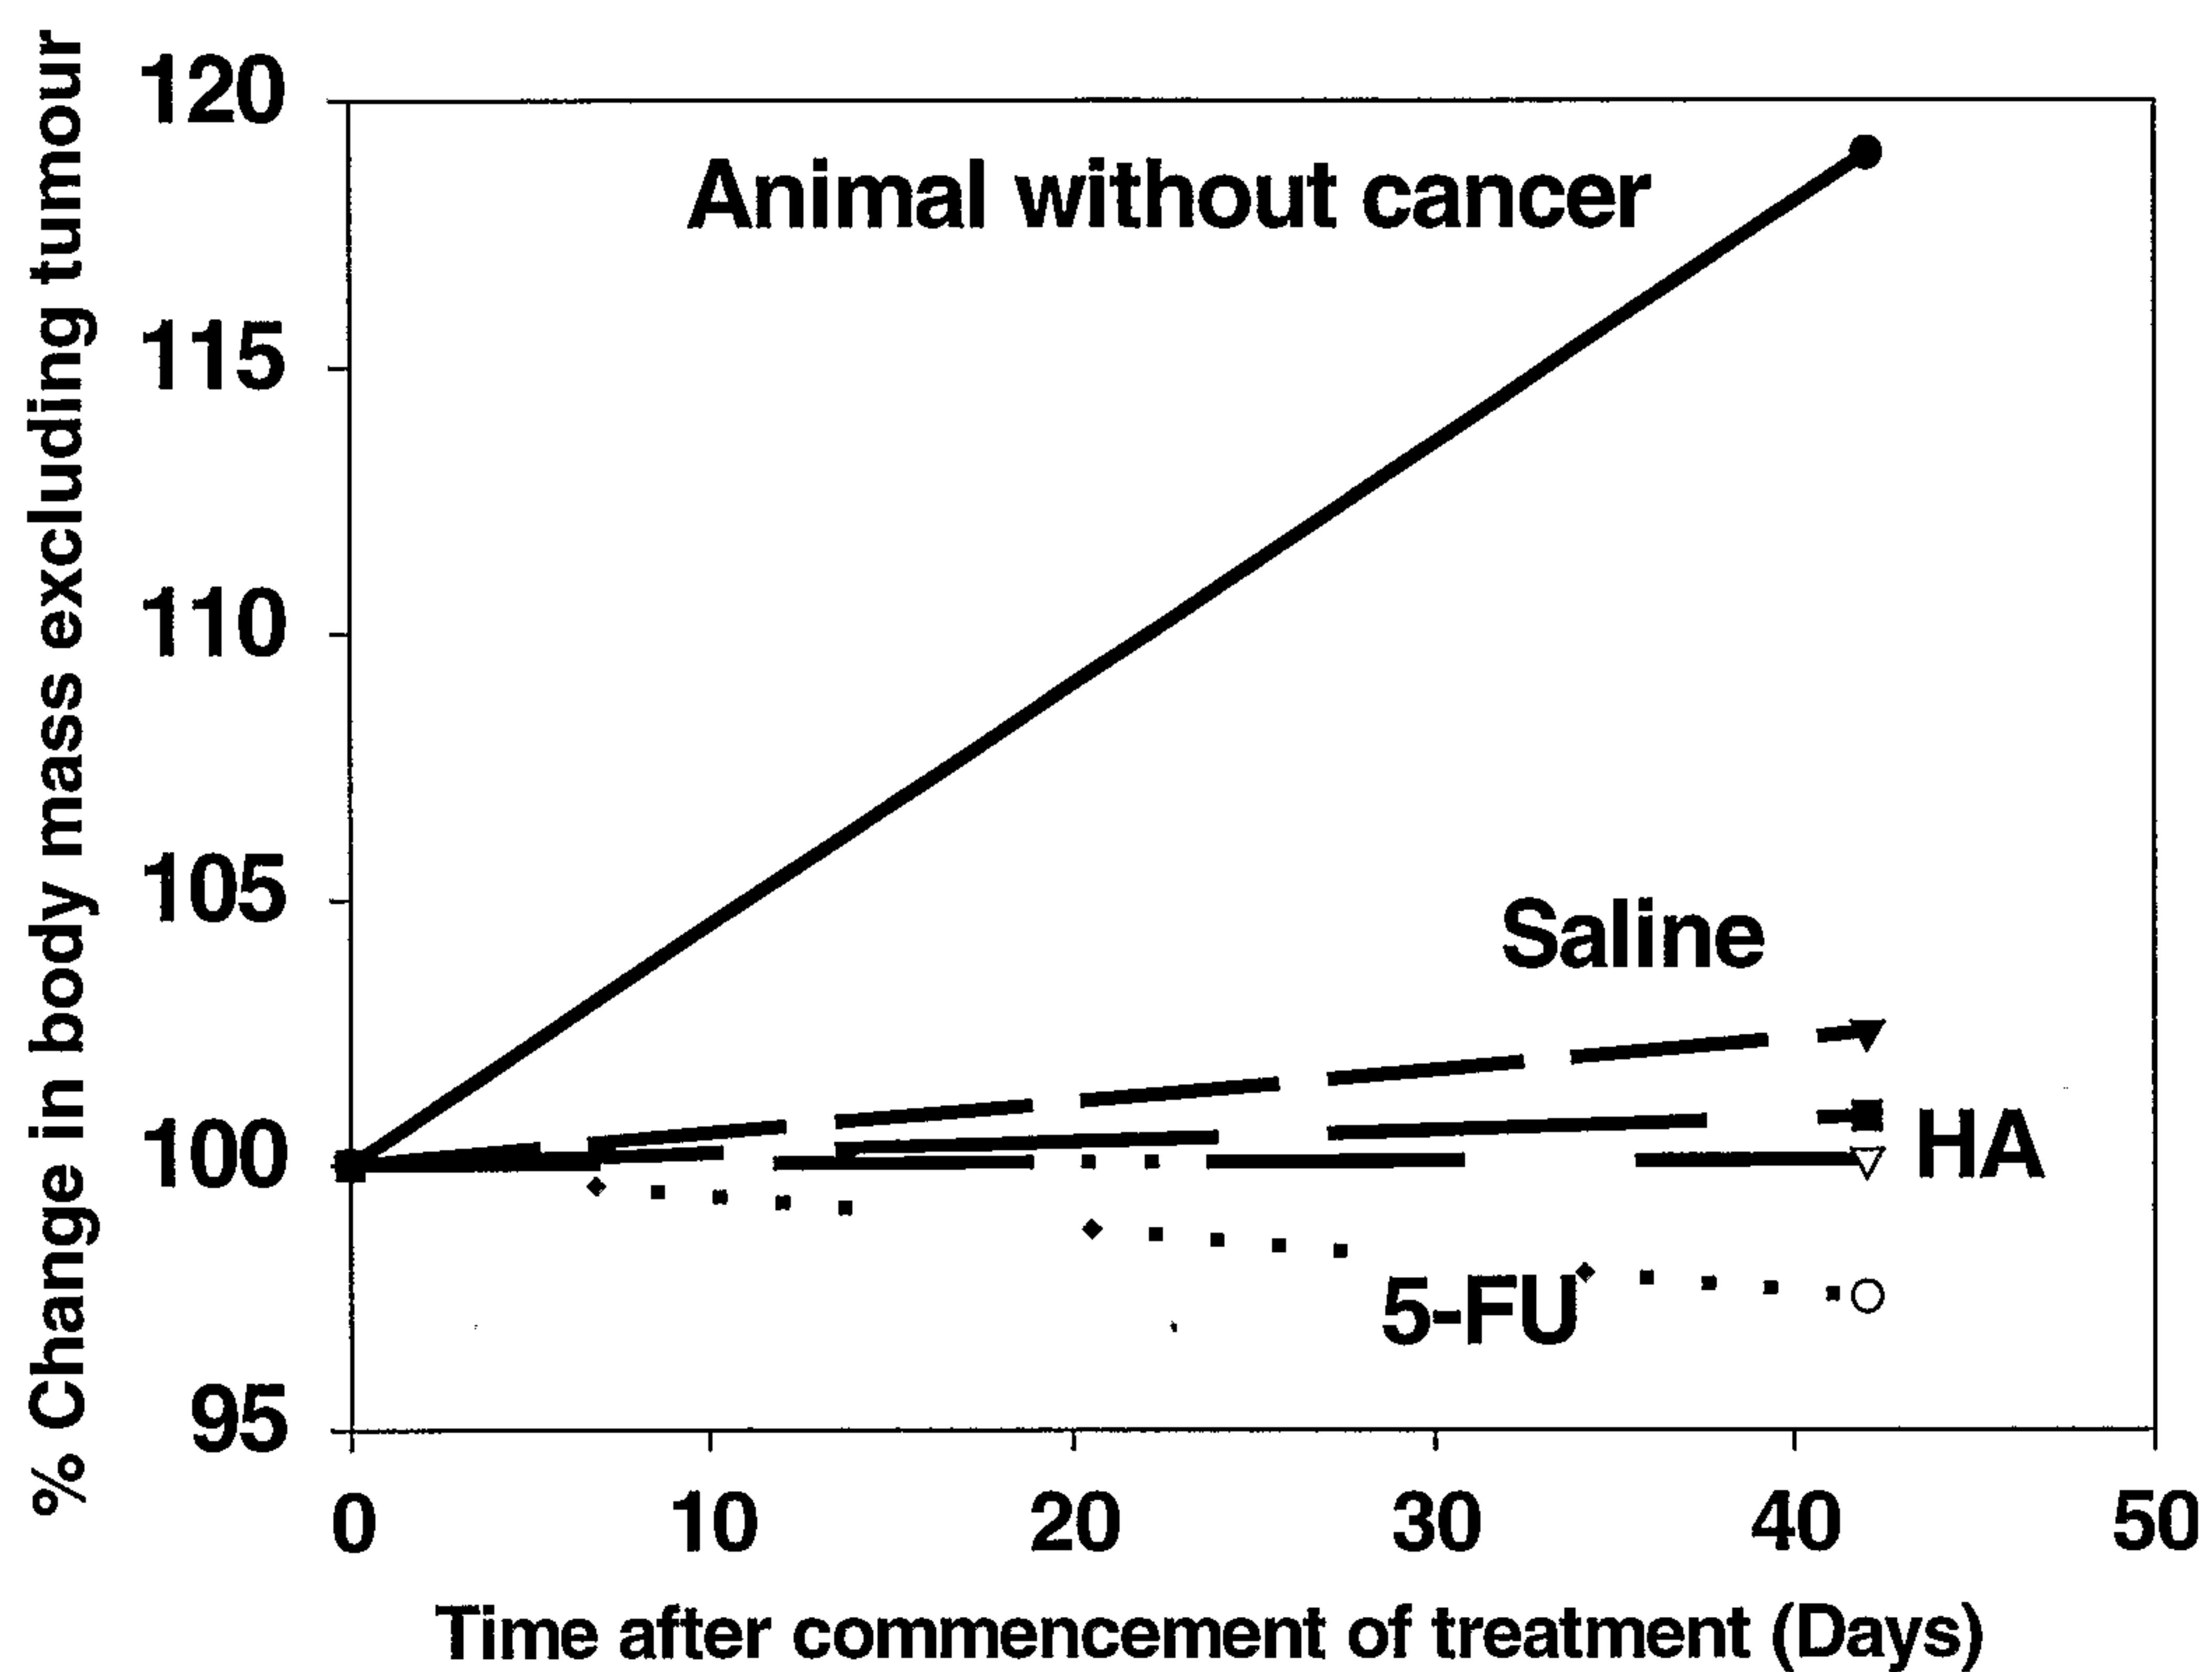 % Change in body mass excluding tumour
120
115
110
105
100
95
Animal without cancer
Saline
HA
5-FU
0 10 20 30 40 50
Time after commencement of treatment (Days)